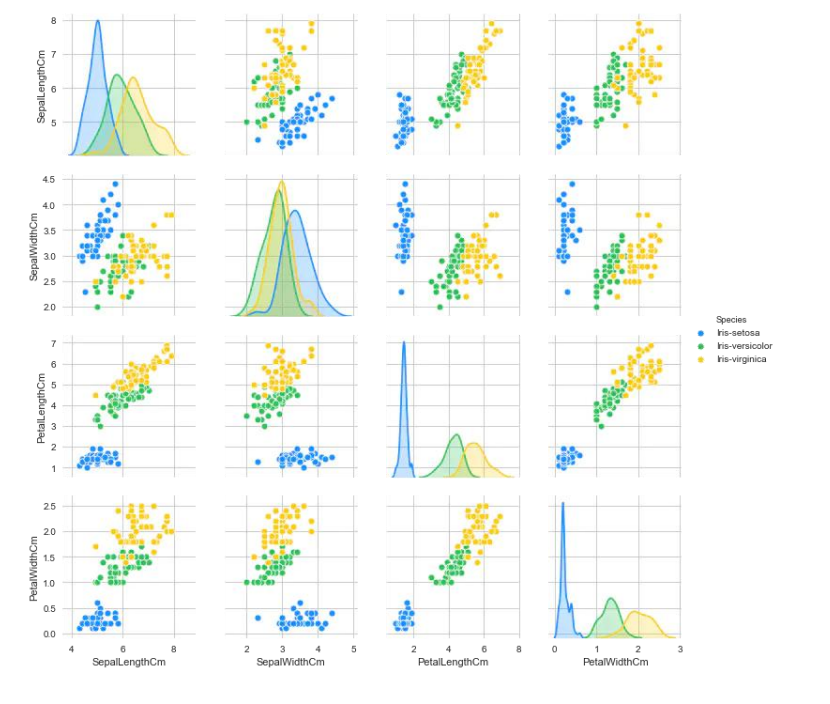 8
7
6
5
SepalLengthCm
4.5
4.0
3.5
3.0
2.5
2.0
SepalWidthCm
Species
Iris-setosa
Iris-versicolor
Iris-virginica
7
6
5
4
3
2
1
PetalLengthCm
2.5
2.0
1.5
1.0
0.5
0.0
PetalWidthCm
4 6 8
SepalLengthCm
2 3 4 5
SepalWidthCm
2 4 6 8
PetalLengthCm
0 1 2 3
PetalWidthCm